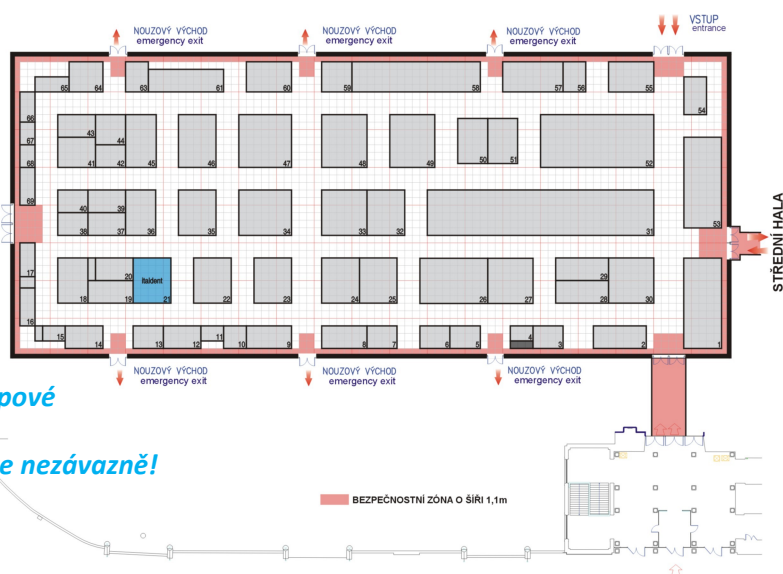 NOUZOVÝ VÝCHOD
emergency exit
NOUZOVÝ VÝCHOD
emergency exit
NOUZOVÝ VÝCHOD
emergency exit
VSTUP
entrance
65 64 63 61 60 59 58 57 56 55
54
66
67
68
69
43 44
41 42 45 46 47 48 49 50 51 52
53
40 39
38 37 36 35 34 33 32 31
STŘEDNÍ HALA
17
16
20
Italdent
18 19 21 22 23 24 25 26 27 29
28 30
15 14 13 12 11 10 9 8 7 6 5 4 3 2 1
NOUZOVÝ VÝCHOD
emergency exit
NOUZOVÝ VÝCHOD
emergency exit
NOUZOVÝ VÝCHOD
emergency exit
pové
e nezávazně!
BEZPEČNOSTNÍ ZÓNA O ŠÍŘI 1,1m